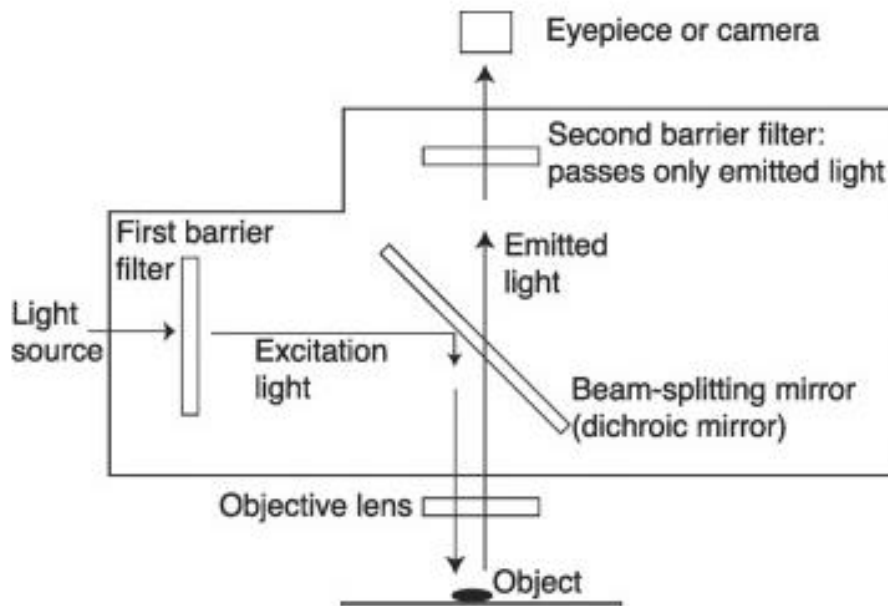 Eyepiece or camera
Second barrier filter:
passes only emitted light
First barrier
filter
Emitted
light
Light
source
Excitation
light
Beam-splitting mirror
(dichroic mirror)
Objective lens
Object